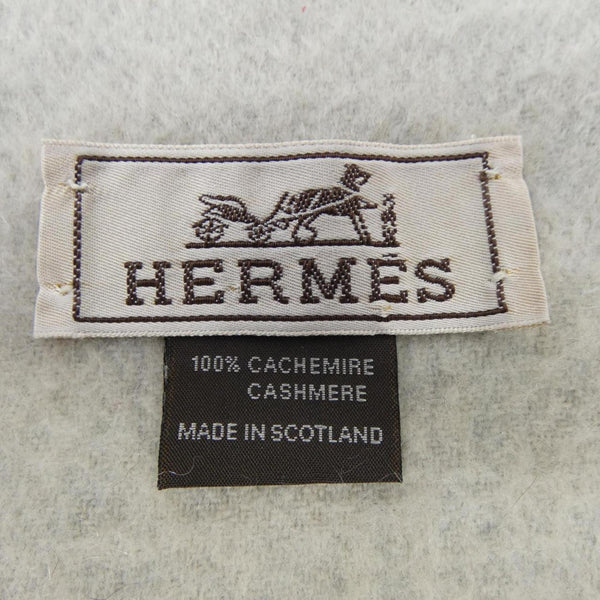 HERMÈS
100% CACHEMIRE
CASHMERE
MADE IN SCOTLAND